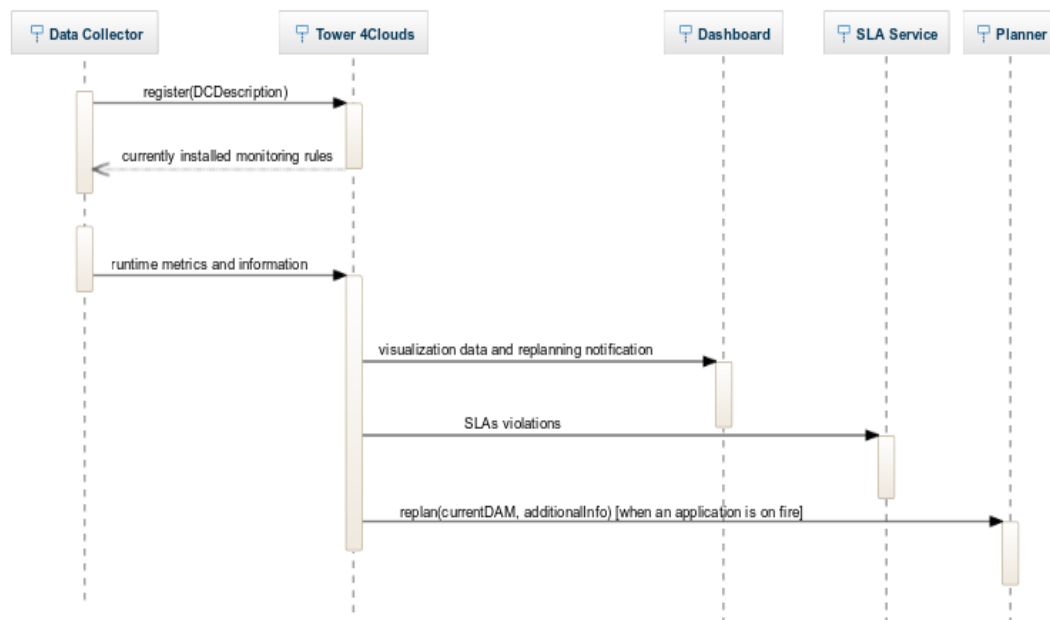 Data Collector
Tower 4Clouds
Dashboard
SLA Service
Planner
register(DCDescription)
currently installed monitoring rules
runtime metrics and information
visualization data and replanning notification
SLAs violations
replan(currentDAM, additionalInfo) [when an application is on fire]